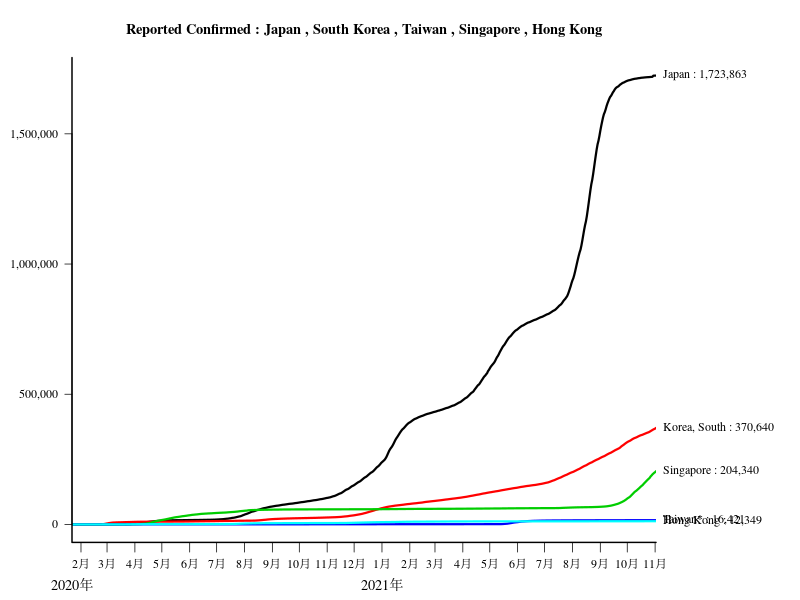 Reported Confirmed : Japan , South Korea , Taiwan , Singapore , Hong Kong
Japan : 1,723,863
1,500,000
1,000,000
500,000
Korea, South : 370,640
Singapore : 204,340
Taiwan* : 16,421
Hong Kong : 12,349
0
2月 3月 4月 5月 6月 7月 8月 9月 10月 11月 12月 1月 2月 3月 4月 5月 6月 7月 8月 9月 10月 11月
2020年 2021年